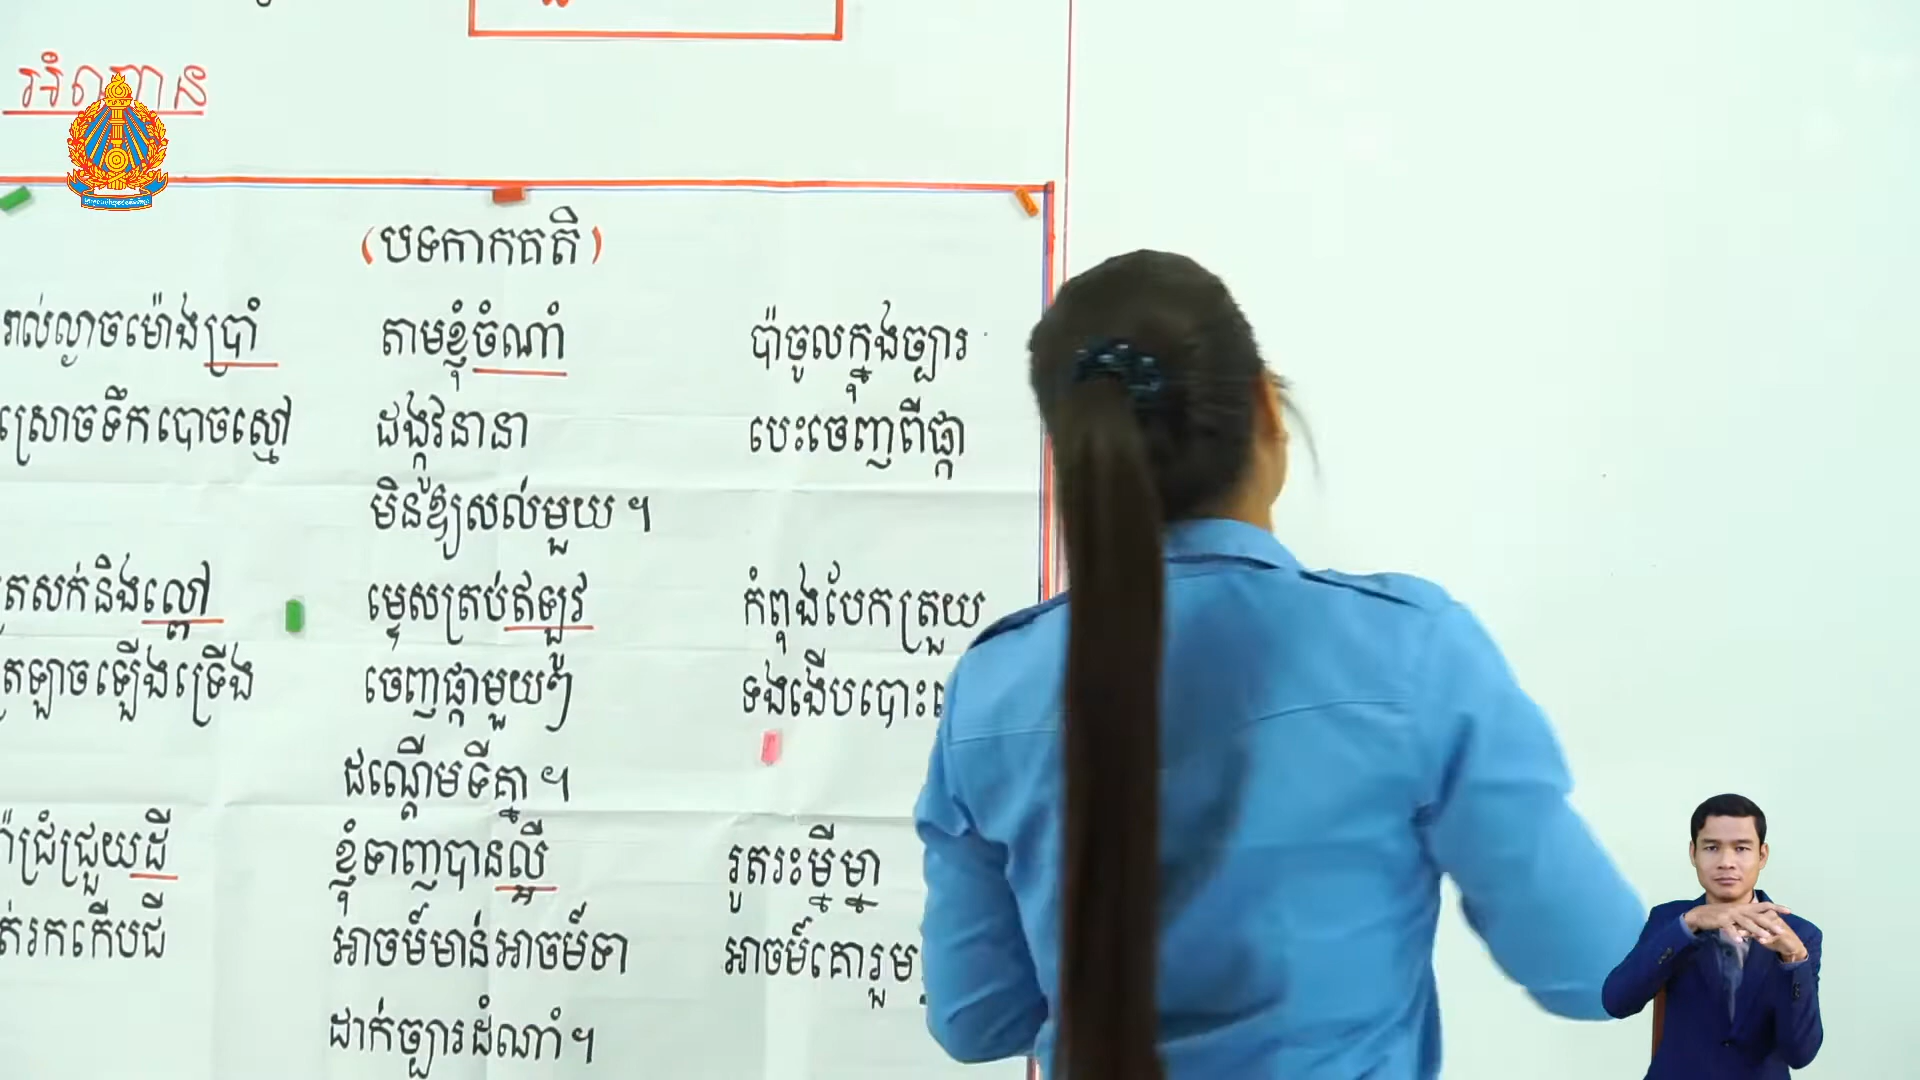 អំណាន
(បទកាកគតិ)
រាល់ល្ងាចម៉ោងប្រាំ តាមខ្ញុំចំណាំ ប៉ាចូលក្នុងច្បារ
ស្រោចទឹកបោចស្មៅ ដង្កូវនានា បេះចេញពីផ្កា
មិនឱ្យសល់មួយ ។
ត្រសក់និងល្ពៅ ម្ទេសត្រប់ឥឡូវ កំពុងបែកត្រួយ
ត្រឡាចឡើងទ្រើង ចេញផ្កាមួយៗ ទងងើបបោះ
ដណ្ដើមទីគ្នា ។
ជ្រំជ្រួយដី ខ្ញុំទាញបានល្អី រូតរះម្នីម្នា
រកកើបជី អាចម៍មាន់អាចម៍ទា អាចម៍គោរួម
ដាក់ច្បារដំណាំ ។